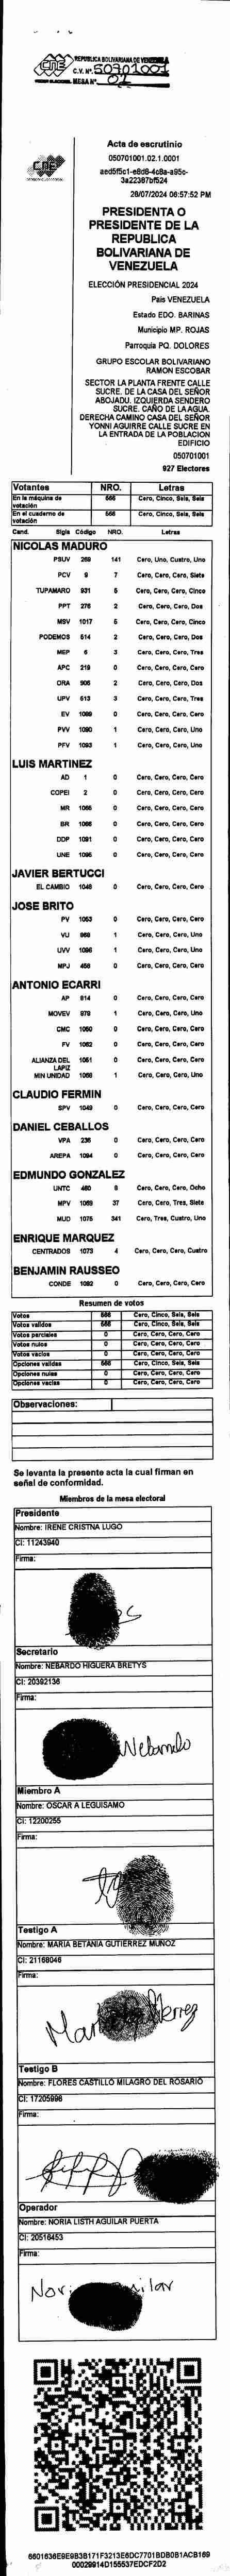 REPUBLICA BOLIVARIANA DE VENEZUELA
CNE
C.V. Nº. 50701001
MESA Nº. 01
CNE
Acta de escrutinio
050701001.02.1.0001
28/07/2024 06:57:52 PM
PRESIDENTA O
PRESIDENTE DE LA
REPUBLICA
BOLIVARIANA DE
VENEZUELA
ELECCIÓN PRESIDENCIAL 2024
Pais VENEZUELA
Estado EDO. BARINAS
Municipio MP. ROJAS
Parroquia PQ. DOLORES
GRUPO ESCOLAR BOLIVARIANO
RAMON ESCOBAR
SECTOR LA PLANTA FRENTE CALLE
SUCRE. DE LA CASA DEL SEÑOR
ABOJADU. IZQUIERDA SENDERO
SUCRE. CAÑO DE LA AGUA.
DERECHA CAMINO CASA DEL SEÑOR
YONNI AGUIRRE CALLE SUCRE EN
LA ENTRADA DE LA POBLACION
EDIFICIO
050701001
927 Electores
Votantes NRO. Letras
En la máquina de votación 566 Cero, Cinco, Seis, Seis
En el cuaderno de votación 566 Cero, Cinco, Seis, Seis
Cand. Sigla Código NRO. Letras
NICOLAS MADURO
PSUV 269 141 Cero, Uno, Cuatro, Uno
PCV 9 7 Cero, Cero, Cero, Siete
TUPAMARO 931 5 Cero, Cero, Cero, Cinco
PPT 276 2 Cero, Cero, Cero, Dos
MSV 1017 5 Cero, Cero, Cero, Cinco
PODEMOS 514 2 Cero, Cero, Cero, Dos
MEP 6 3 Cero, Cero, Cero, Tres
APC 219 0 Cero, Cero, Cero, Cero
ORA 906 2 Cero, Cero, Cero, Dos
UPV 513 3 Cero, Cero, Cero, Tres
EV 1089 0 Cero, Cero, Cero, Cero
PVV 1090 1 Cero, Cero, Cero, Uno
PFV 1093 1 Cero, Cero, Cero, Uno
LUIS MARTINEZ
AD 1 0 Cero, Cero, Cero, Cero
COPEI 2 0 Cero, Cero, Cero, Cero
MR 1065 0 Cero, Cero, Cero, Cero
BR 1066 0 Cero, Cero, Cero, Cero
DDP 1091 0 Cero, Cero, Cero, Cero
UNE 1095 0 Cero, Cero, Cero, Cero
JAVIER BERTUCCI
EL CAMBIO 1048 0 Cero, Cero, Cero, Cero
JOSE BRITO
PV 1053 0 Cero, Cero, Cero, Cero
VU 968 1 Cero, Cero, Cero, Uno
UVV 1096 1 Cero, Cero, Cero, Uno
MPJ 458 0 Cero, Cero, Cero, Cero
ANTONIO ECARRI
AP 914 0 Cero, Cero, Cero, Cero
MOVEV 979 1 Cero, Cero, Cero, Uno
CMC 1050 0 Cero, Cero, Cero, Cero
FV 1082 0 Cero, Cero, Cero, Cero
ALIANZA DEL LAPIZ 1051 0 Cero, Cero, Cero, Cero
MIN UNIDAD 1068 1 Cero, Cero, Cero, Uno
CLAUDIO FERMIN
SPV 1049 0 Cero, Cero, Cero, Cero
DANIEL CEBALLOS
VPA 236 0 Cero, Cero, Cero, Cero
AREPA 1094 0 Cero, Cero, Cero, Cero
EDMUNDO GONZALEZ
UNTC 460 8 Cero, Cero, Cero, Ocho
MPV 1069 37 Cero, Cero, Tres, Siete
MUD 1075 341 Cero, Tres, Cuatro, Uno
ENRIQUE MARQUEZ
CENTRADOS 1073 4 Cero, Cero, Cero, Cuatro
BENJAMIN RAUSSEO
CONDE 1092 0 Cero, Cero, Cero, Cero
Resumen de votos
Votos 566 Cero, Cinco, Seis, Seis
Votos validos 566 Cero, Cinco, Seis, Seis
Votos parciales 0 Cero, Cero, Cero, Cero
Votos nulos 0 Cero, Cero, Cero, Cero
Votos vacios 0 Cero, Cero, Cero, Cero
Opciones validas 566 Cero, Cinco, Seis, Seis
Opciones nulas 0 Cero, Cero, Cero, Cero
Opciones vacias 0 Cero, Cero, Cero, Cero
Observaciones:
Se levanta la presente acta la cual firman en
señal de conformidad.
Miembros de la mesa electoral
Presidente
Nombre: IRENE CRISTNA LUGO
CI: 11243940
Firma:
Secretario
Nombre: NEBARDO HIGUERA BRETYS
CI: 20392136
Firma:
Nebardo
Miembro A
Nombre: OSCAR A LEGUISAMO
CI: 12200255
Firma:
Testigo A
Nombre: MARIA BETANIA GUTIERREZ MUÑOZ
CI: 21168046
Firma:
Testigo B
Nombre: FLORES CASTILLO MILAGRO DEL ROSARIO
CI: 17205998
Firma:
Operador
Nombre: NORIA LISTH AGUILAR PUERTA
CI: 20516453
Firma:
6601636E9E9B3B171F3213E6DC7701BDB0B1ACB169
00029914D155537EDCF2D2